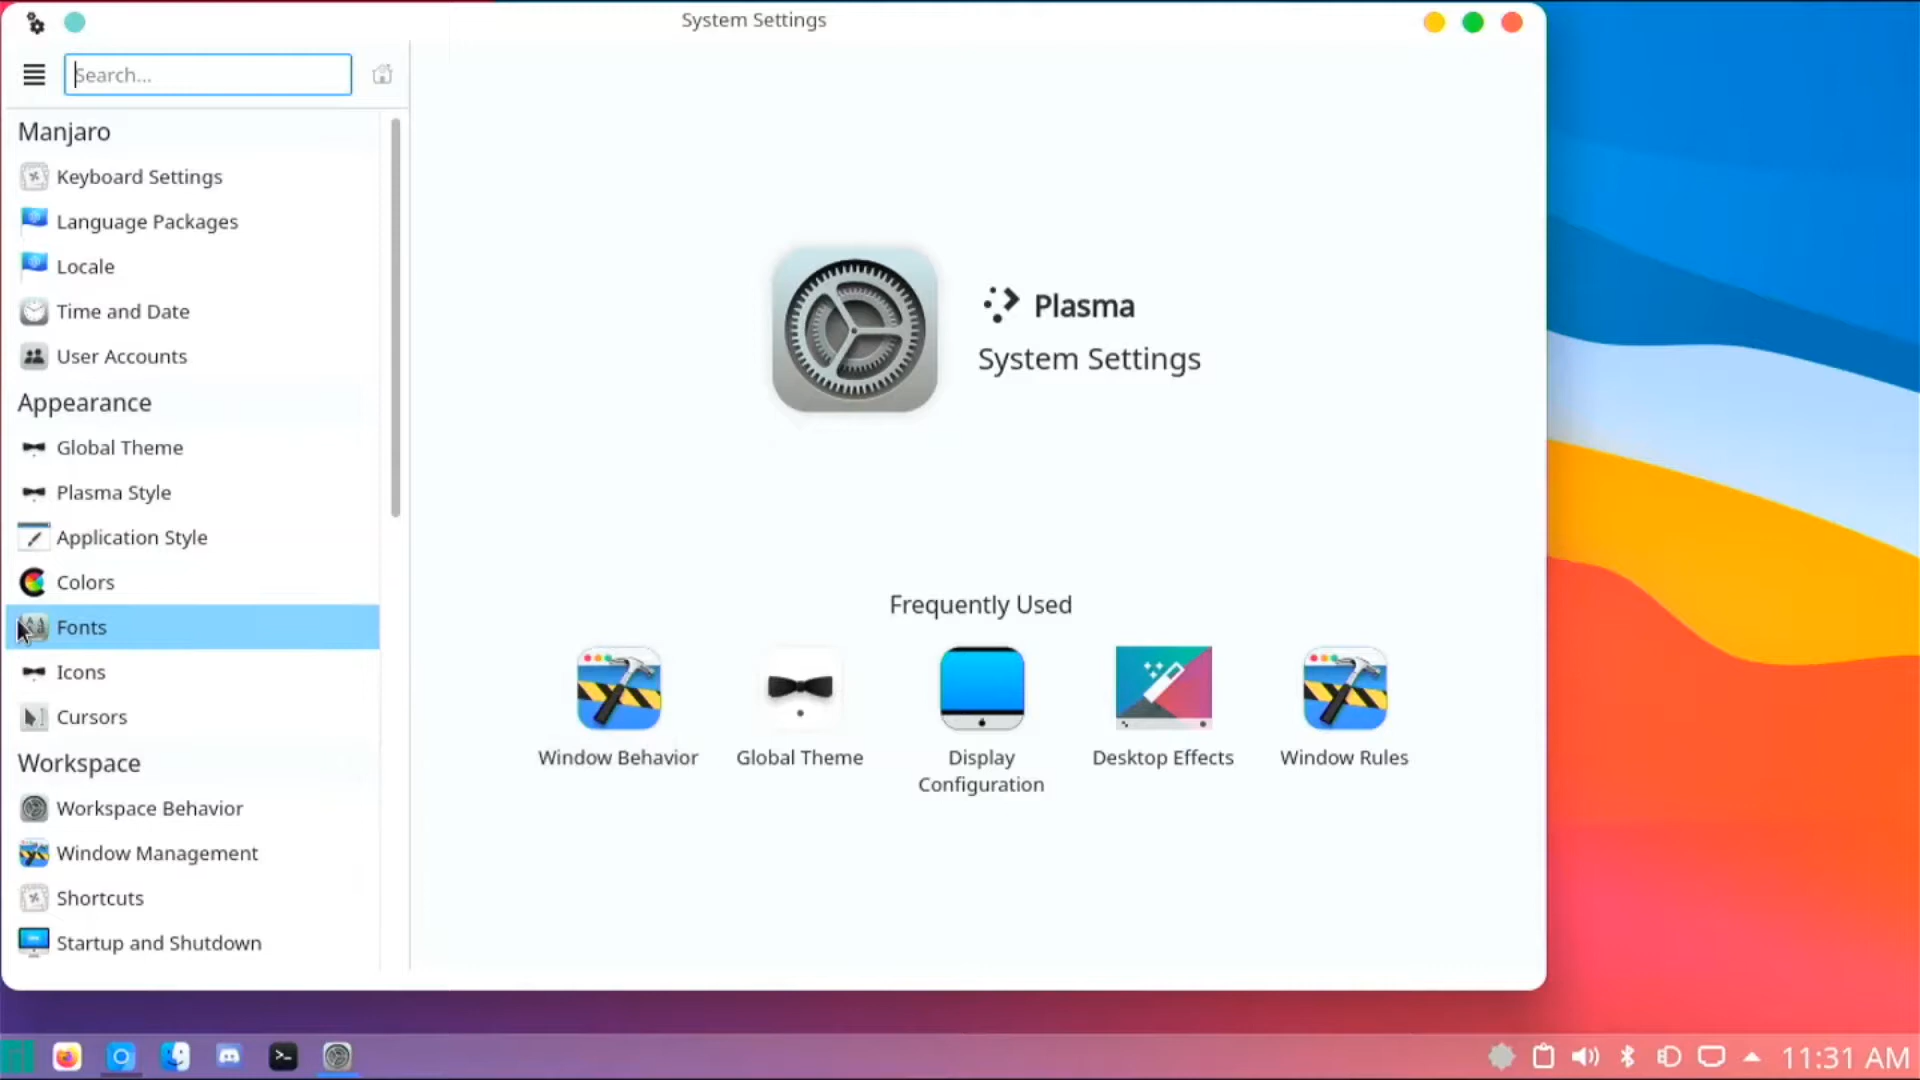 System Settings
Search...
Manjaro
Keyboard Settings
Language Packages
Locale
Time and Date
User Accounts
Appearance
Global Theme
Plasma Style
Application Style
Colors
Fonts
Icons
Cursors
Workspace
Workspace Behavior
Window Management
Shortcuts
Startup and Shutdown
Plasma
System Settings
Frequently Used
Window Behavior
Global Theme
Display
Configuration
Desktop Effects
Window Rules
11:31 AM